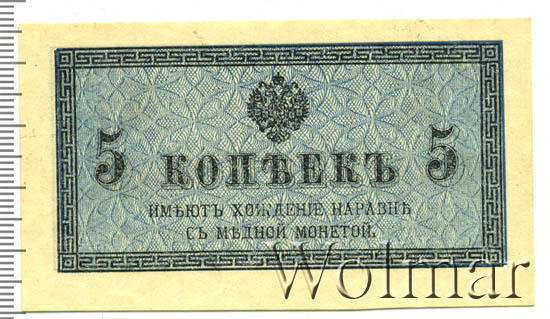 5 КОПѢЕКЪ 5
ИМѢЮТЪ ХОЖДЕНІЕ НАРАВНѢ
СЪ МѢДНОЙ МОНЕТОЙ.
Wolmar